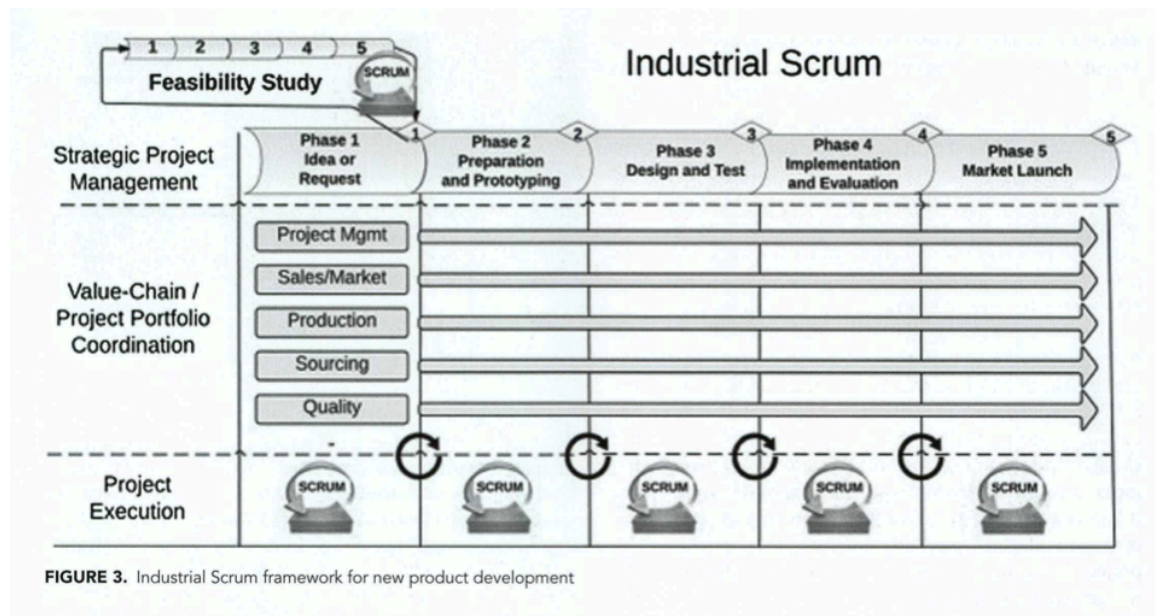 1 2 3 4 5
Feasibility Study
SCRUM
Industrial Scrum
Strategic Project
Management
Phase 1
Idea or
Request
1
Phase 2
Preparation
and Prototyping
2
Phase 3
Design and Test
3
Phase 4
Implementation
and Evaluation
4
Phase 5
Market Launch
5
Value-Chain /
Project Portfolio
Coordination
Project Mgmt
Sales/Market
Production
Sourcing
Quality
Project
Execution
SCRUM
SCRUM
SCRUM
SCRUM
SCRUM
FIGURE 3. Industrial Scrum framework for new product development